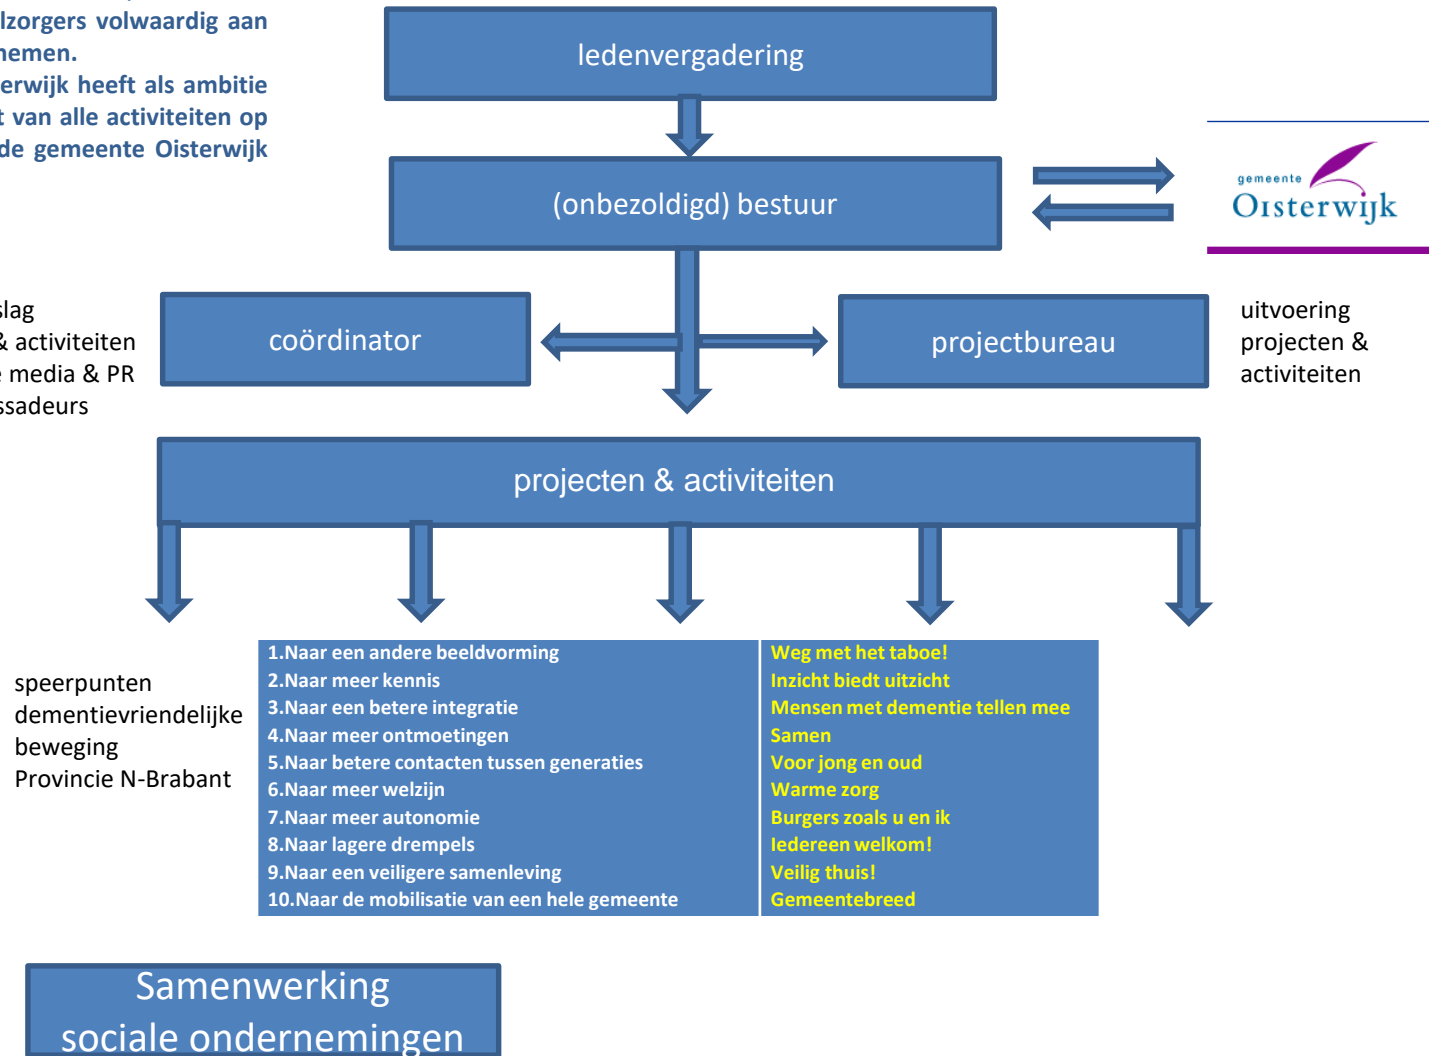 lzorgers volwaardig aan
nemen.
terwijk heeft als ambitie
t van alle activiteiten op
de gemeente Oisterwijk
ledenvergadering
(onbezoldigd) bestuur
gemeente
Oisterwijk
slag
& activiteiten
e media & PR
ssadeurs
coördinator
projectbureau
uitvoering
projecten &
activiteiten
projecten & activiteiten
speerpunten
dementievriendelijke
beweging
Provincie N-Brabant
1.Naar een andere beeldvorming
2.Naar meer kennis
3.Naar een betere integratie
4.Naar meer ontmoetingen
5.Naar betere contacten tussen generaties
6.Naar meer welzijn
7.Naar meer autonomie
8.Naar lagere drempels
9.Naar een veiligere samenleving
10.Naar de mobilisatie van een hele gemeente
Weg met het taboe!
Inzicht biedt uitzicht
Mensen met dementie tellen mee
Samen
Voor jong en oud
Warme zorg
Burgers zoals u en ik
Iedereen welkom!
Veilig thuis!
Gemeentebreed
Samenwerking
sociale ondernemingen